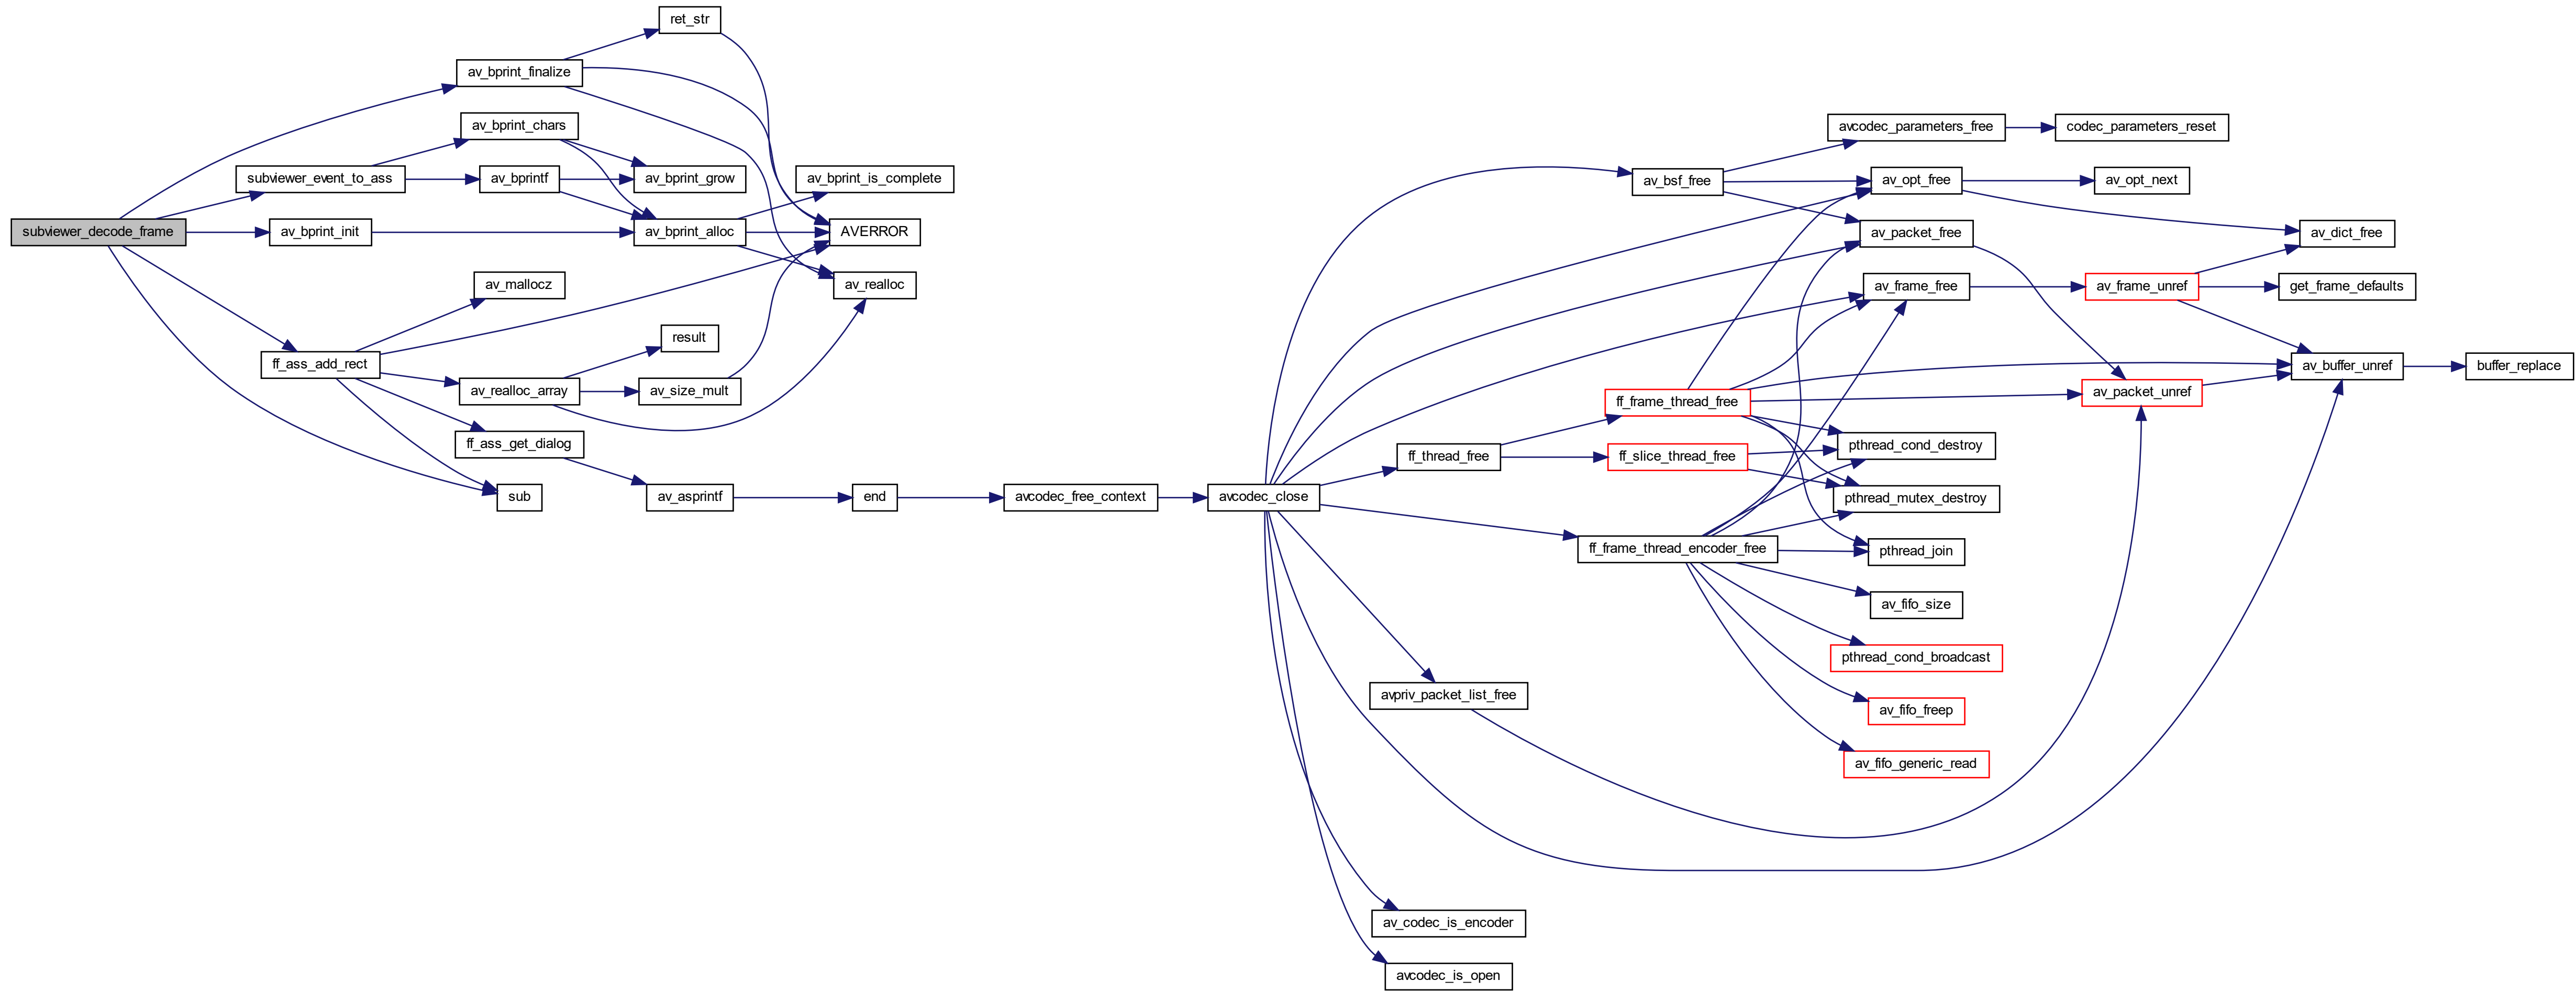 ret_str
av_bprint_finalize
av_bprint_chars
subviewer_event_to_ass
av_bprintf
av_bprint_grow
av_bprint_is_complete
subviewer_decode_frame
av_bprint_init
av_bprint_alloc
AVERROR
av_mallocz
av_realloc
result
ff_ass_add_rect
av_realloc_array
av_size_mult
ff_ass_get_dialog
sub
av_asprintf
end
avcodec_free_context
avcodec_close
avcodec_parameters_free
codec_parameters_reset
av_bsf_free
av_opt_free
av_opt_next
av_packet_free
av_dict_free
av_frame_free
av_frame_unref
get_frame_defaults
av_buffer_unref
buffer_replace
ff_frame_thread_free
av_packet_unref
ff_thread_free
ff_slice_thread_free
pthread_cond_destroy
pthread_mutex_destroy
ff_frame_thread_encoder_free
pthread_join
av_fifo_size
pthread_cond_broadcast
avpriv_packet_list_free
av_fifo_freep
av_fifo_generic_read
av_codec_is_encoder
avcodec_is_open